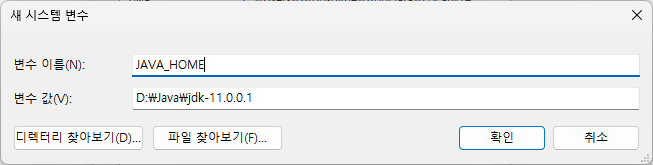 새 시스템 변수
변수 이름(N):
JAVA_HOME
변수 값(V):
D:₩Java₩jdk-11.0.0.1
디렉터리 찾아보기(D)...
파일 찾아보기(F)...
확인
취소